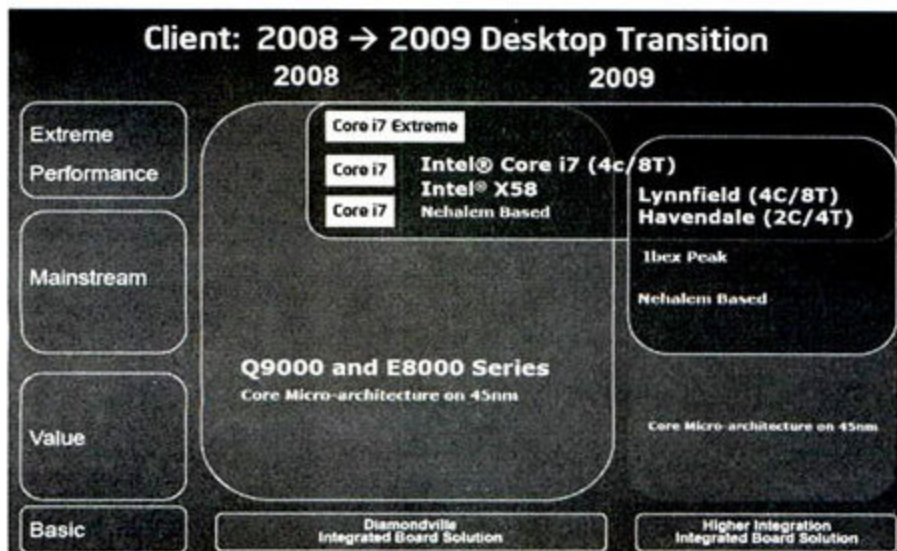 Client: 2008 → 2009 Desktop Transition
2008
2009
Extreme
Performance
Core i7 Extreme
Core i7
Core i7
Intel® Core i7 (4c/8T)
Intel® X58
Nehalem Based
Lynnfield (4C/8T)
Havendale (2C/4T)
1bex Peak
Nehalem Based
Mainstream
Q9000 and E8000 Series
Core Micro-architecture on 45nm
Value
Core Micro-architecture on 45nm
Basic
Diamondville
Integrated Board Solution
Higher Integration
Integrated Board Solution